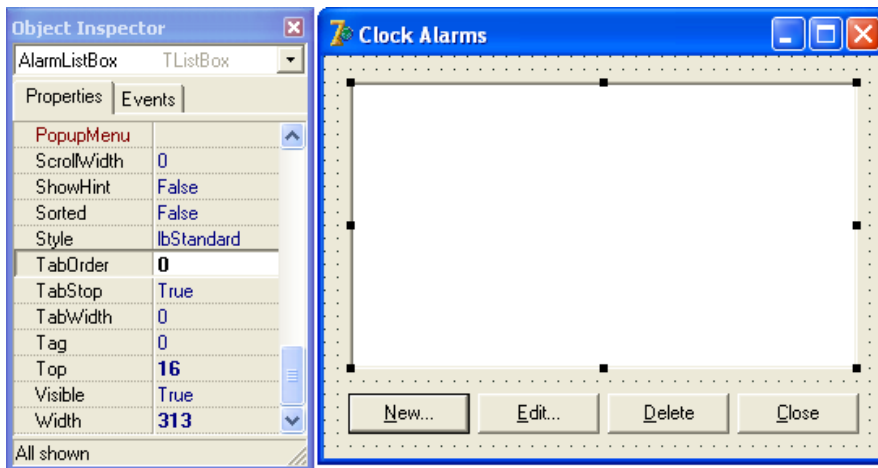 Object Inspector
AlarmListBox TListBox
Properties Events
PopupMenu
ScrollWidth 0
ShowHint False
Sorted False
Style lbStandard
TabOrder 0
TabStop True
TabWidth 0
Tag 0
Top 16
Visible True
Width 313
All shown
7 Clock Alarms
New... Edit... Delete Close